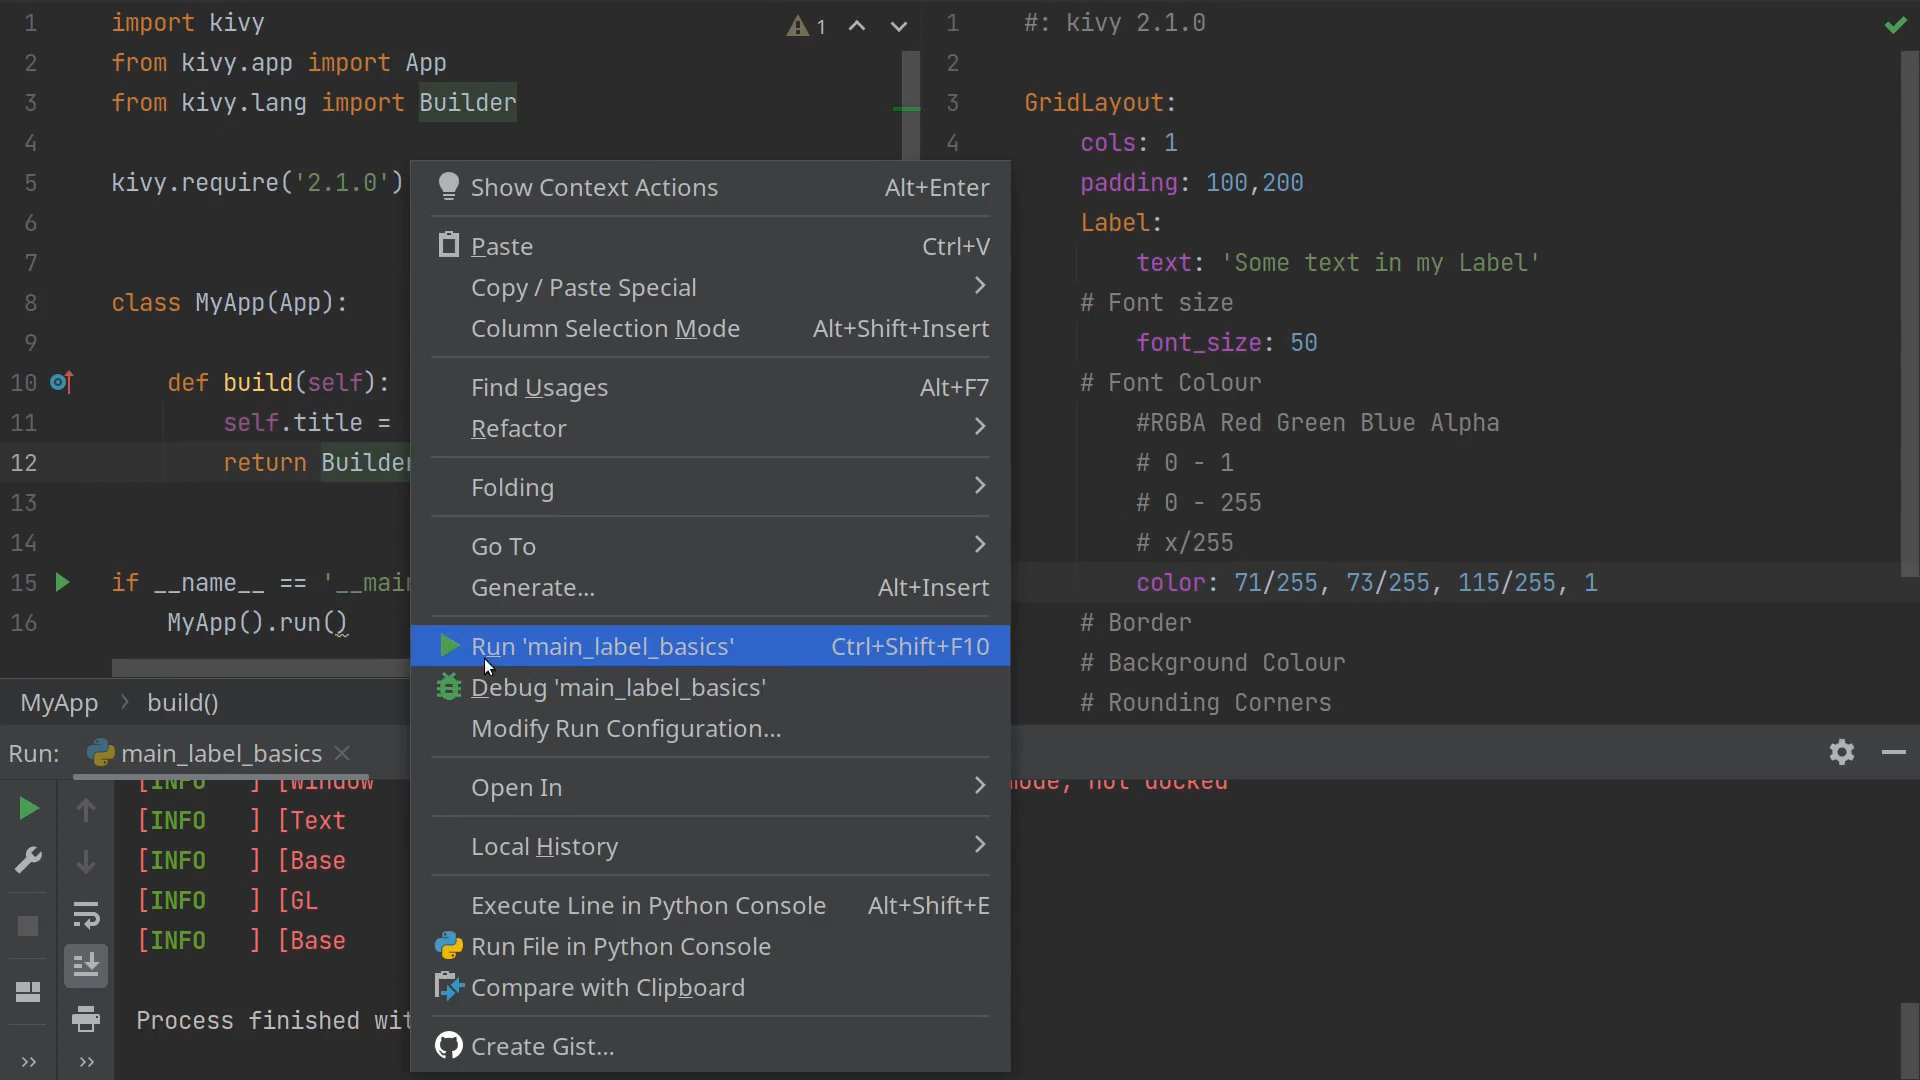 1 import kivy
2 from kivy.app import App
3 from kivy.lang import Builder
4
5 kivy.require('2.1.0')
6
7
8 class MyApp(App):
9
10 def build(self):
11 self.title =
12 return Builder
13
14
15 if __name__ == '__main
16 MyApp().run()
1
1 #: kivy 2.1.0
2
3 GridLayout:
4 cols: 1
padding: 100,200
Label:
text: 'Some text in my Label'
# Font size
font_size: 50
# Font Colour
#RGBA Red Green Blue Alpha
# 0 - 1
# 0 - 255
# x/255
color: 71/255, 73/255, 115/255, 1
# Border
# Background Colour
# Rounding Corners
Show Context Actions Alt+Enter
Paste Ctrl+V
Copy / Paste Special
Column Selection Mode Alt+Shift+Insert
Find Usages Alt+F7
Refactor
Folding
Go To
Generate... Alt+Insert
Run 'main_label_basics' Ctrl+Shift+F10
Debug 'main_label_basics'
Modify Run Configuration...
Open In
Local History
Execute Line in Python Console Alt+Shift+E
Run File in Python Console
Compare with Clipboard
Create Gist...
MyApp > build()
Run: main_label_basics
[INFO ] [Window mode, not docked
[INFO ] [Text
[INFO ] [Base
[INFO ] [GL
[INFO ] [Base
Process finished wit